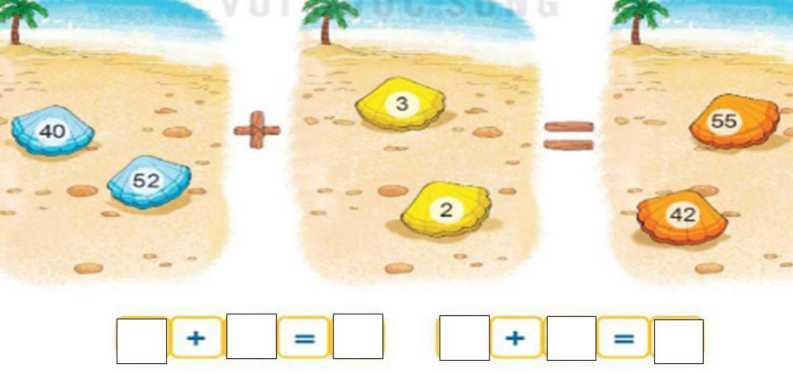 40 3 55
52 2 42
+ =
+ = + =